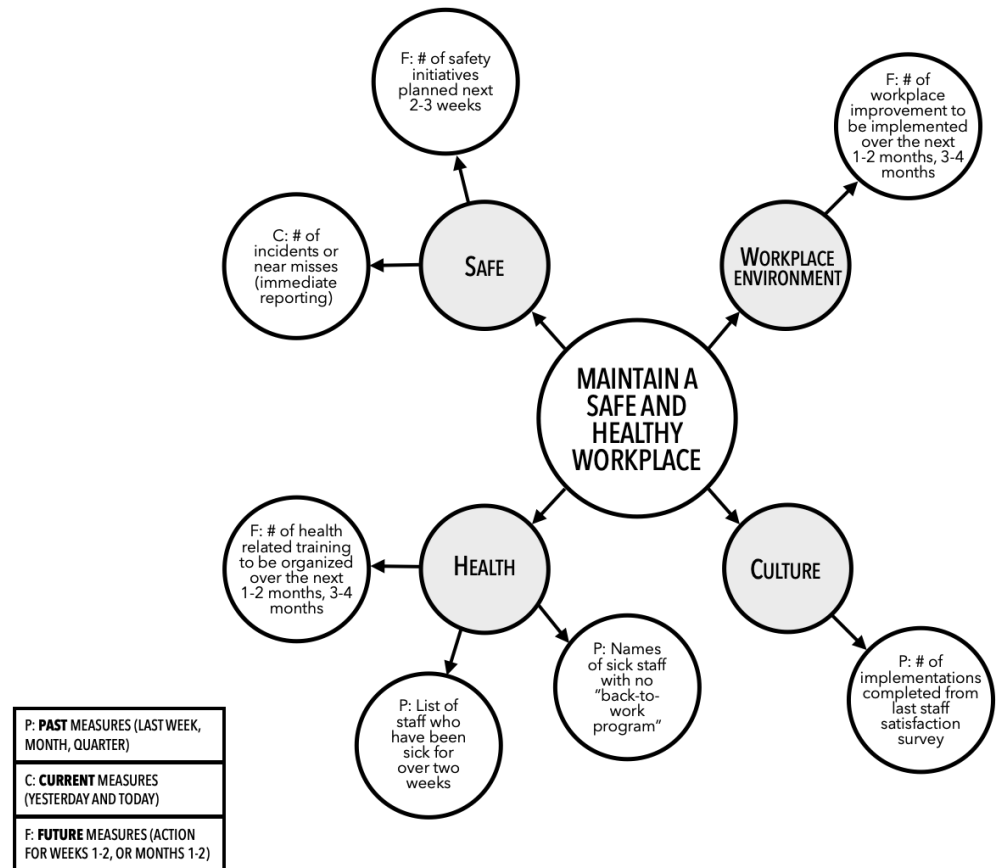 F: # of safety
initiatives
planned next
2-3 weeks
F: # of
workplace
improvement to
be implemented
over the next
1-2 months, 3-4
months
C: # of
incidents or
near misses
(immediate
reporting)
SAFE
WORKPLACE
ENVIRONMENT
MAINTAIN A
SAFE AND
HEALTHY
WORKPLACE
F: # of health
related training
to be organized
over the next
1-2 months, 3-4
months
HEALTH
CULTURE
P: List of
staff who
have been
sick for
over two
weeks
P: Names
of sick staff
with no
“back-to-
work
program”
P: # of
implementations
completed from
last staff
satisfaction
survey
P: PAST MEASURES (LAST WEEK,
MONTH, QUARTER)
C: CURRENT MEASURES
(YESTERDAY AND TODAY)
F: FUTURE MEASURES (ACTION
FOR WEEKS 1-2, OR MONTHS 1-2)